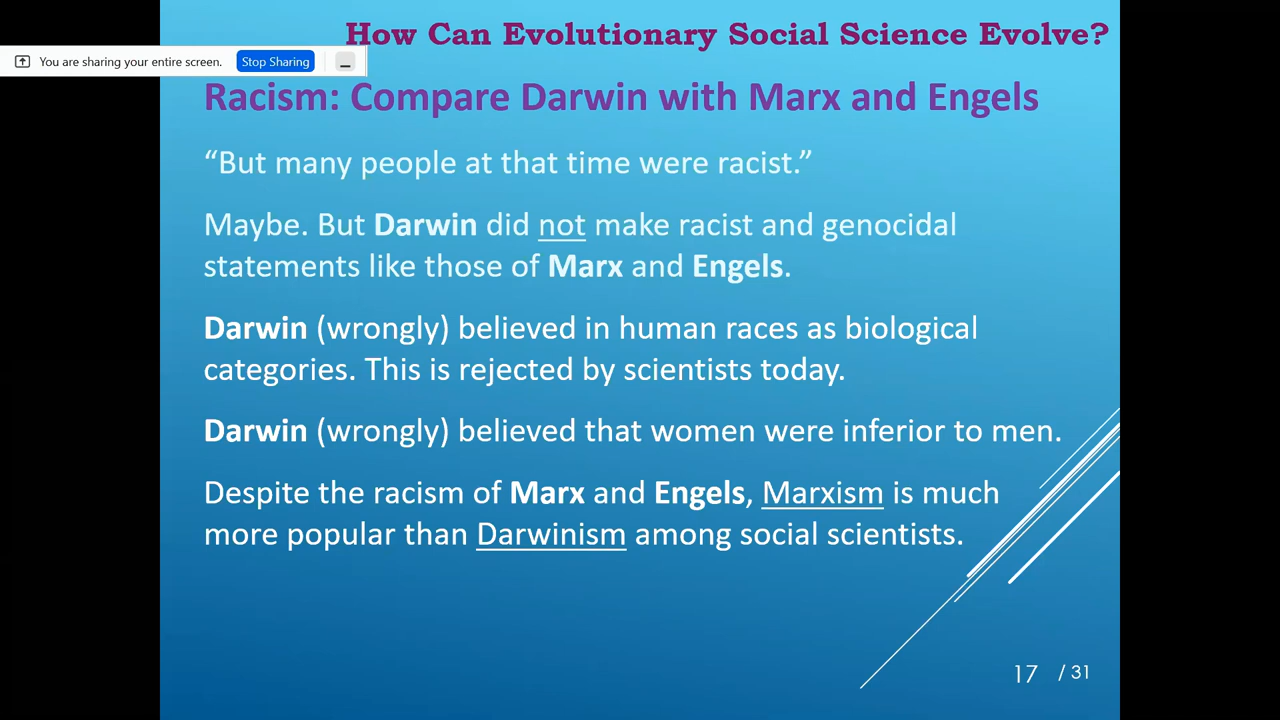 How Can Evolutionary Social Science Evolve?
You are sharing your entire screen. Stop Sharing
Racism: Compare Darwin with Marx and Engels
“But many people at that time were racist.”
Maybe. But Darwin did not make racist and genocidal
statements like those of Marx and Engels.
Darwin (wrongly) believed in human races as biological
categories. This is rejected by scientists today.
Darwin (wrongly) believed that women were inferior to men.
Despite the racism of Marx and Engels, Marxism is much
more popular than Darwinism among social scientists.
17 / 31